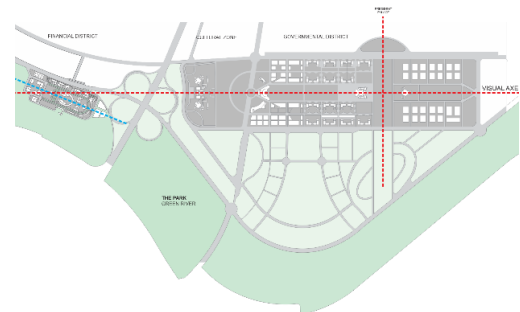 FINANCIAL DISTRICT
CULTURAL ZONE
GOVERNMENTAL DISTRICT
VISUAL AXE
THE PARK
GREEN RIVER